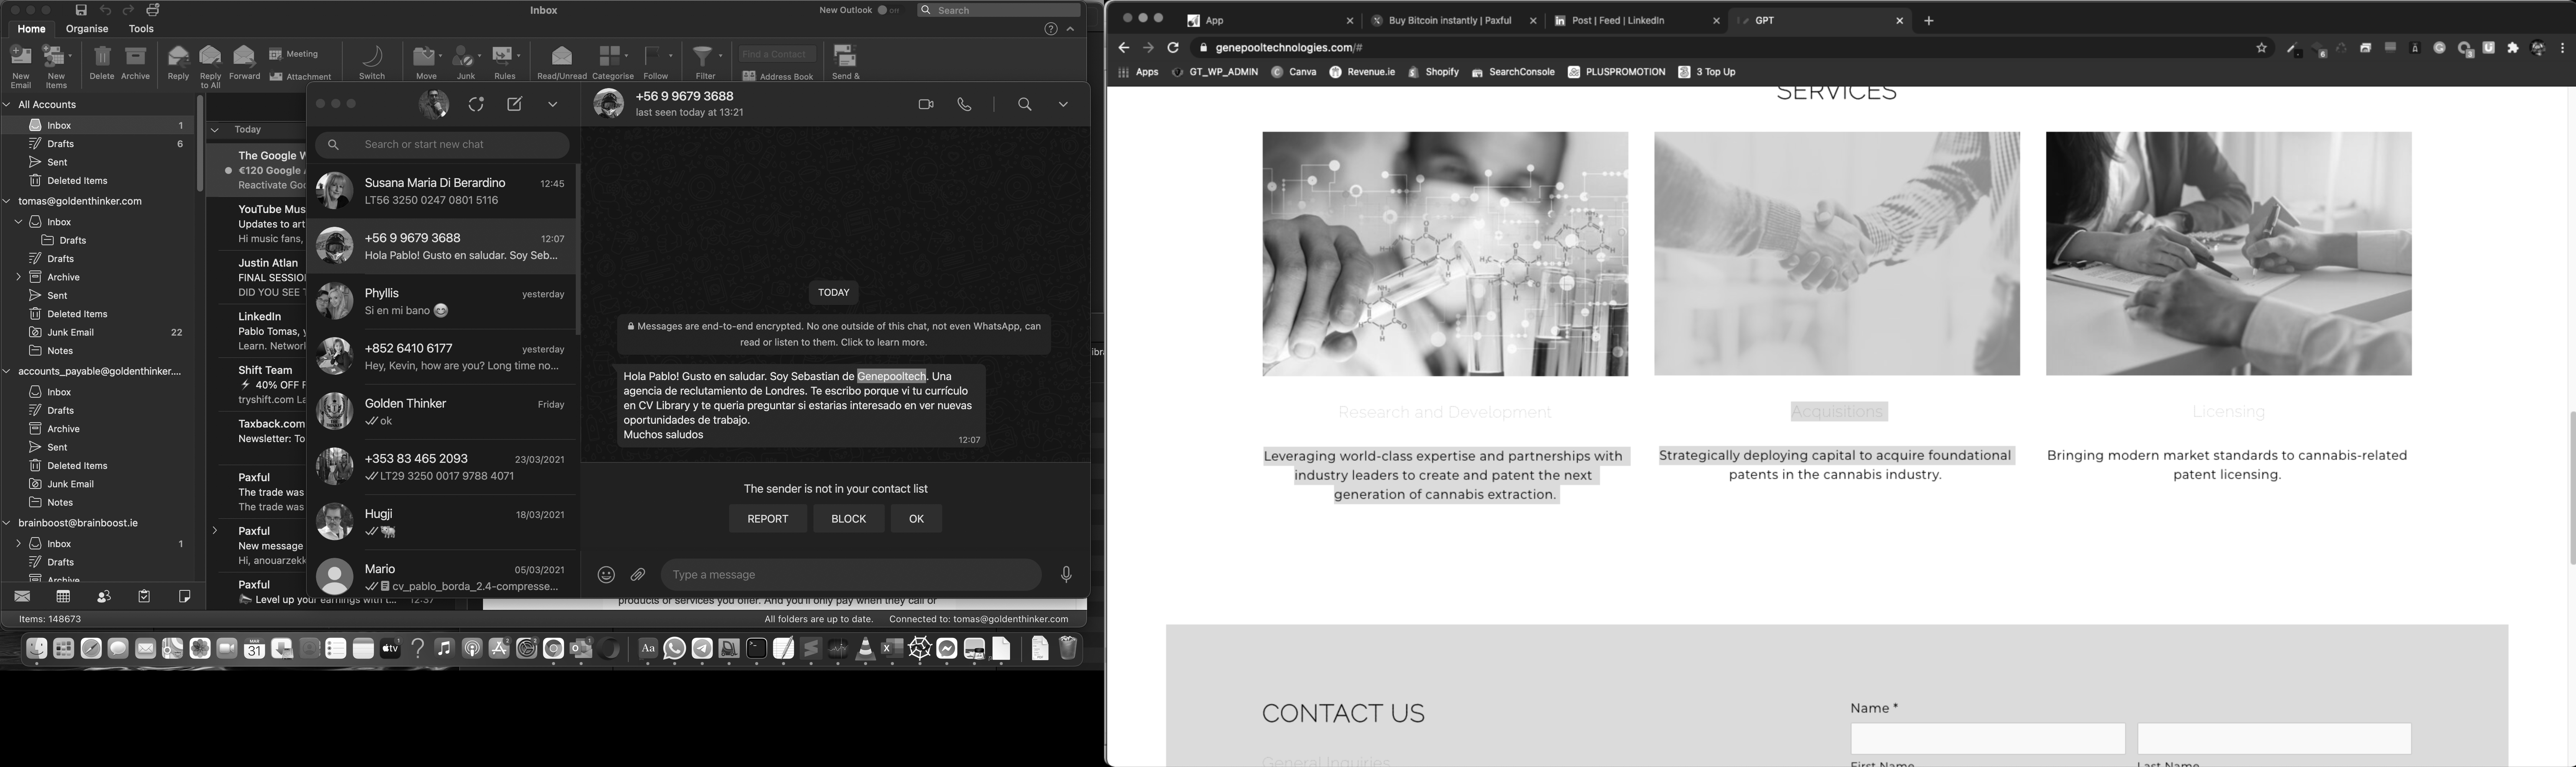 Inbox
New Outlook
on
Search
Home
Organise
Tools
New
Email
New
Items
Delete
Archive
Reply
Reply
to All
Forward
Meeting
Attachment
Switch
Move
Junk
Rules
Read/Unread
Categorise
Follow
Filter
Find a Contact
Address Book
Send &
All Accounts
Inbox 1
Drafts 6
Sent
Deleted Items
tomas@goldenthinker.com
Inbox
Drafts
Drafts
Archive
Sent
Deleted Items
Junk Email 22
Notes
accounts_payable@goldenthinker....
Inbox
Drafts
Archive
Sent
Deleted Items
Junk Email
Notes
brainboost@brainboost.ie
Inbox 1
Drafts
Archive
Items: 148673
Today
The Google W
€120 Google
Reactivate Goo
YouTube Mus
Updates to art
Hi music fans,
Justin Atlan
FINAL SESSIO
DID YOU SEE T
LinkedIn
Pablo Tomas, y
Learn. Network
Shift Team
40% OFF F
tryshift.com La
Taxback.com
Newsletter: To
Paxful
The trade was
The trade was
Paxful
New message
Hi, anouarzekk
Paxful
Level up your earnings with t... 12:37
Search or start new chat
Susana Maria Di Berardino 12:45
LT56 3250 0247 0801 5116
+56 9 9679 3688 12:07
Hola Pablo! Gusto en saludar. Soy Seb...
Phyllis yesterday
Si en mi bano
+852 6410 6177 yesterday
Hey, Kevin, how are you? Long time no...
Golden Thinker Friday
ok
+353 83 465 2093 23/03/2021
LT29 3250 0017 9788 4071
Hugji 18/03/2021
Mario 05/03/2021
cv_pablo_borda_2.4-compresse...
+56 9 9679 3688
last seen today at 13:21
TODAY
Messages are end-to-end encrypted. No one outside of this chat, not even WhatsApp, can
read or listen to them. Click to learn more.
Hola Pablo! Gusto en saludar. Soy Sebastian de Genepooltech. Una
agencia de reclutamiento de Londres. Te escribo porque vi tu currículo
en CV Library y te queria preguntar si estarias interesado en ver nuevas
oportunidades de trabajo.
Muchos saludos
12:07
The sender is not in your contact list
REPORT
BLOCK
OK
Type a message
products or services you offer. And you'll only pay when they call or
All folders are up to date.
Connected to: tomas@goldenthinker.com
MAR
31
tv
Aa
App
Buy Bitcoin instantly | Paxful
Post | Feed | LinkedIn
GPT
genepooltechnologies.com/#
Apps
GT_WP_ADMIN
Canva
Revenue.ie
Shopify
SearchConsole
PLUSPROMOTION
3 Top Up
SERVICES
Research and Development
Leveraging world-class expertise and partnerships with
industry leaders to create and patent the next
generation of cannabis extraction.
Acquisitions
Strategically deploying capital to acquire foundational
patents in the cannabis industry.
Licensing
Bringing modern market standards to cannabis-related
patent licensing.
CONTACT US
General Inquiries
Name *
First Name
Last Name